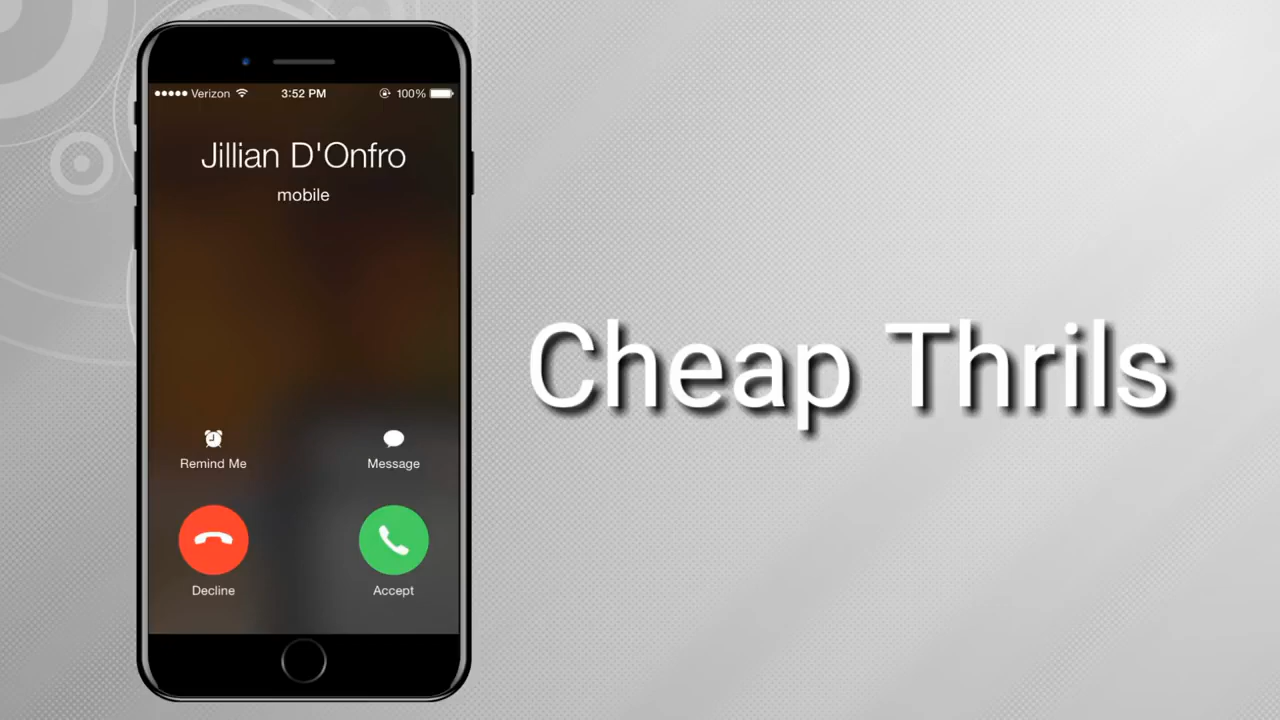 Verizon 3:52 PM 100%
Jillian D'Onfro
mobile
Cheap Thrils
Remind Me Message
Decline Accept